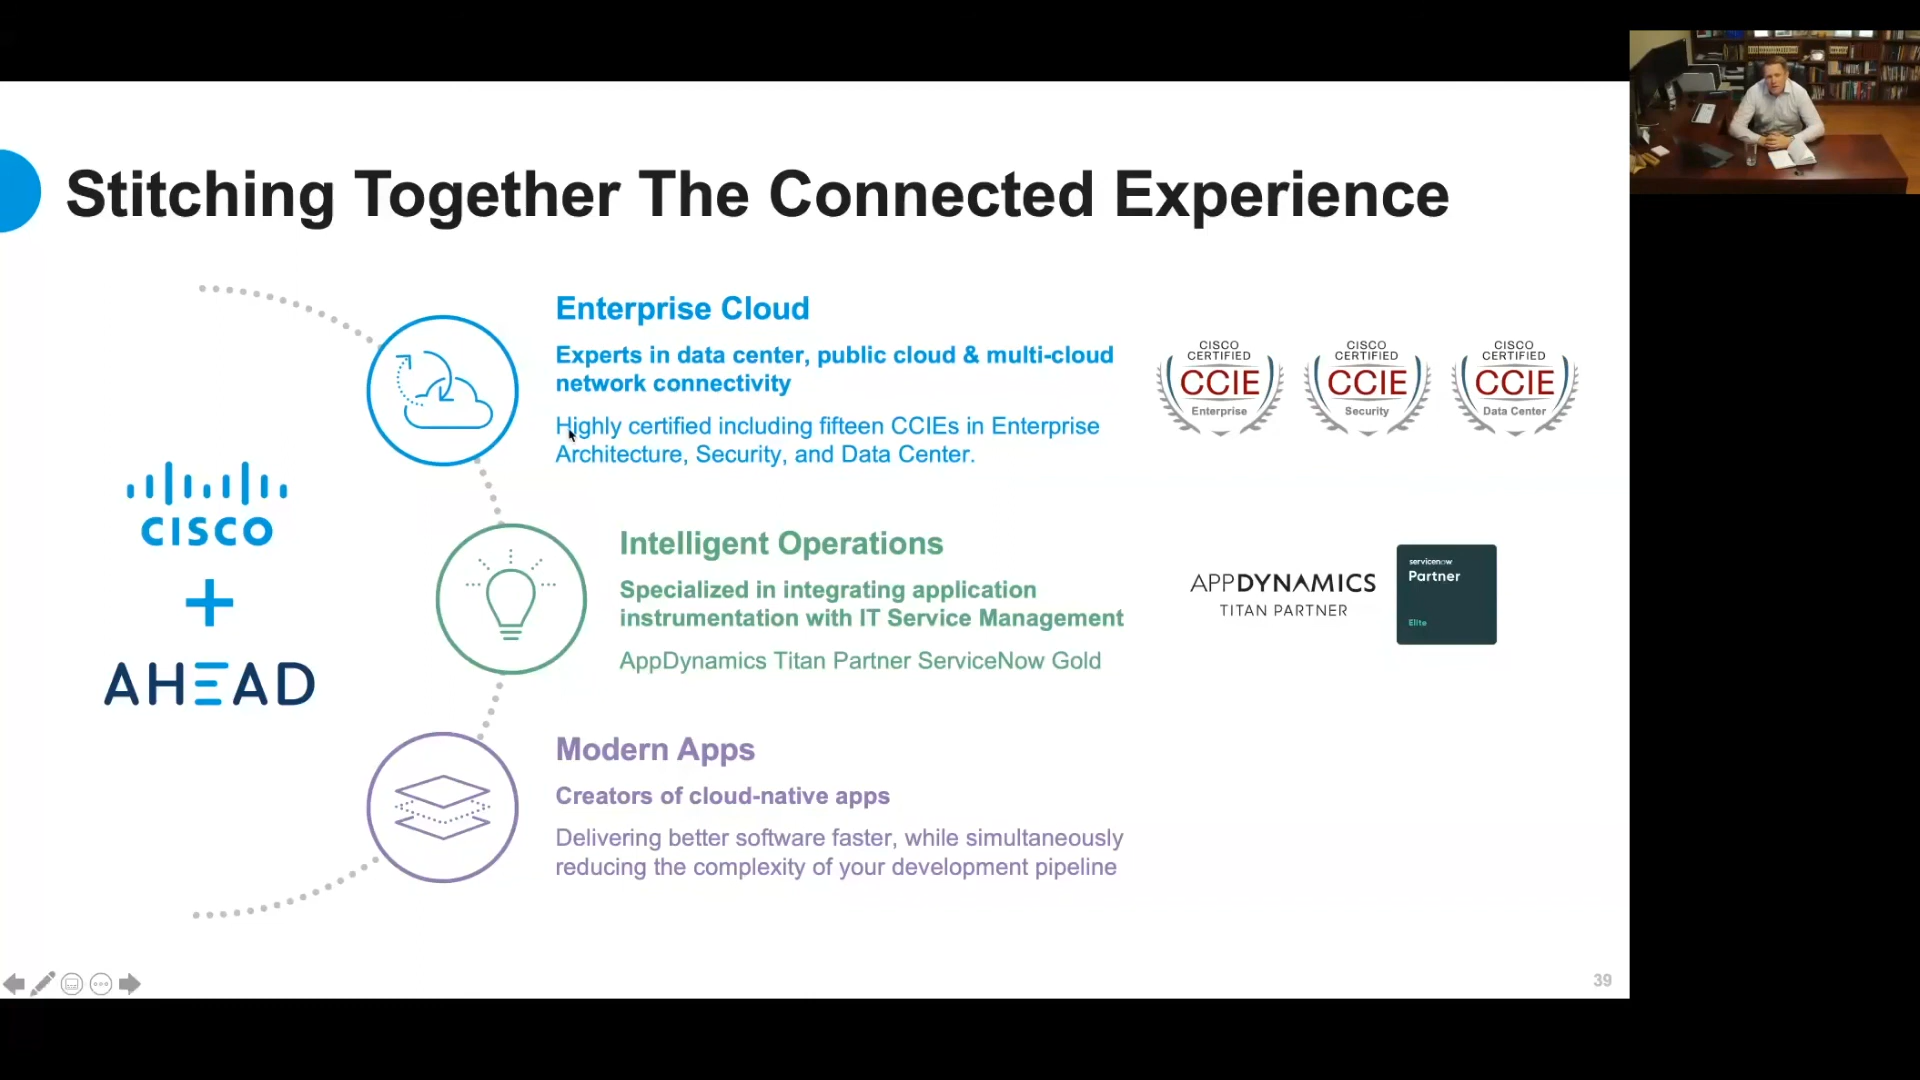 Stitching Together The Connected Experience
CISCO
+
AHEAD
Enterprise Cloud
Experts in data center, public cloud & multi-cloud
network connectivity
Highly certified including fifteen CCIEs in Enterprise
Architecture, Security, and Data Center.
CISCO
CERTIFIED
CCIE
Enterprise
CISCO
CERTIFIED
CCIE
Security
CISCO
CERTIFIED
CCIE
Data Center
Intelligent Operations
Specialized in integrating application
instrumentation with IT Service Management
AppDynamics Titan Partner ServiceNow Gold
APPDYNAMICS
TITAN PARTNER
servicenow
Partner
Elite
Modern Apps
Creators of cloud-native apps
Delivering better software faster, while simultaneously
reducing the complexity of your development pipeline
39